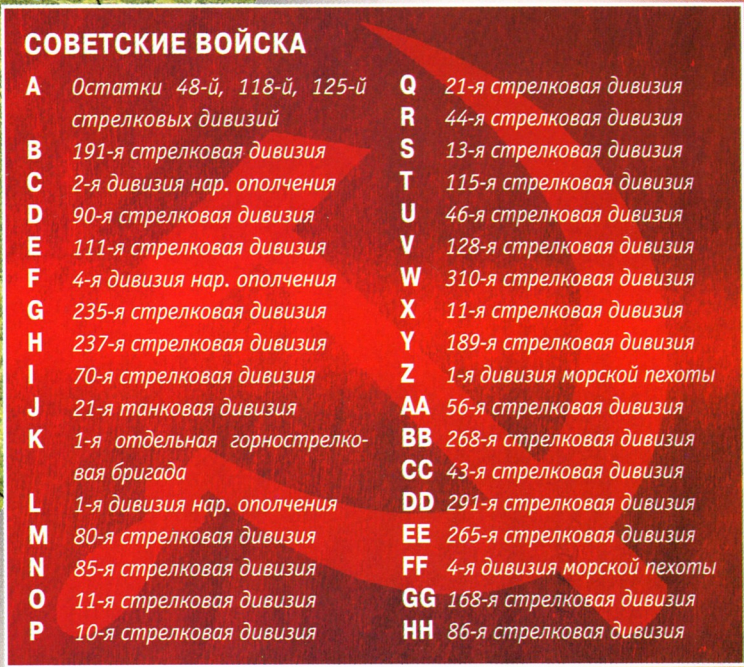 СОВЕТСКИЕ ВОЙСКА
A Остатки 48-й, 118-й, 125-й
стрелковых дивизий
B 191-я стрелковая дивизия
C 2-я дивизия нар. ополчения
D 90-я стрелковая дивизия
E 111-я стрелковая дивизия
F 4-я дивизия нар. ополчения
G 235-я стрелковая дивизия
H 237-я стрелковая дивизия
I 70-я стрелковая дивизия
J 21-я танковая дивизия
K 1-я отдельная горнострелко-
вая бригада
L 1-я дивизия нар. ополчения
M 80-я стрелковая дивизия
N 85-я стрелковая дивизия
O 11-я стрелковая дивизия
P 10-я стрелковая дивизия
Q 21-я стрелковая дивизия
R 44-я стрелковая дивизия
S 13-я стрелковая дивизия
T 115-я стрелковая дивизия
U 46-я стрелковая дивизия
V 128-я стрелковая дивизия
W 310-я стрелковая дивизия
X 11-я стрелковая дивизия
Y 189-я стрелковая дивизия
Z 1-я дивизия морской пехоты
AA 56-я стрелковая дивизия
BB 268-я стрелковая дивизия
CC 43-я стрелковая дивизия
DD 291-я стрелковая дивизия
EE 265-я стрелковая дивизия
FF 4-я дивизия морской пехоты
GG 168-я стрелковая дивизия
HH 86-я стрелковая дивизия